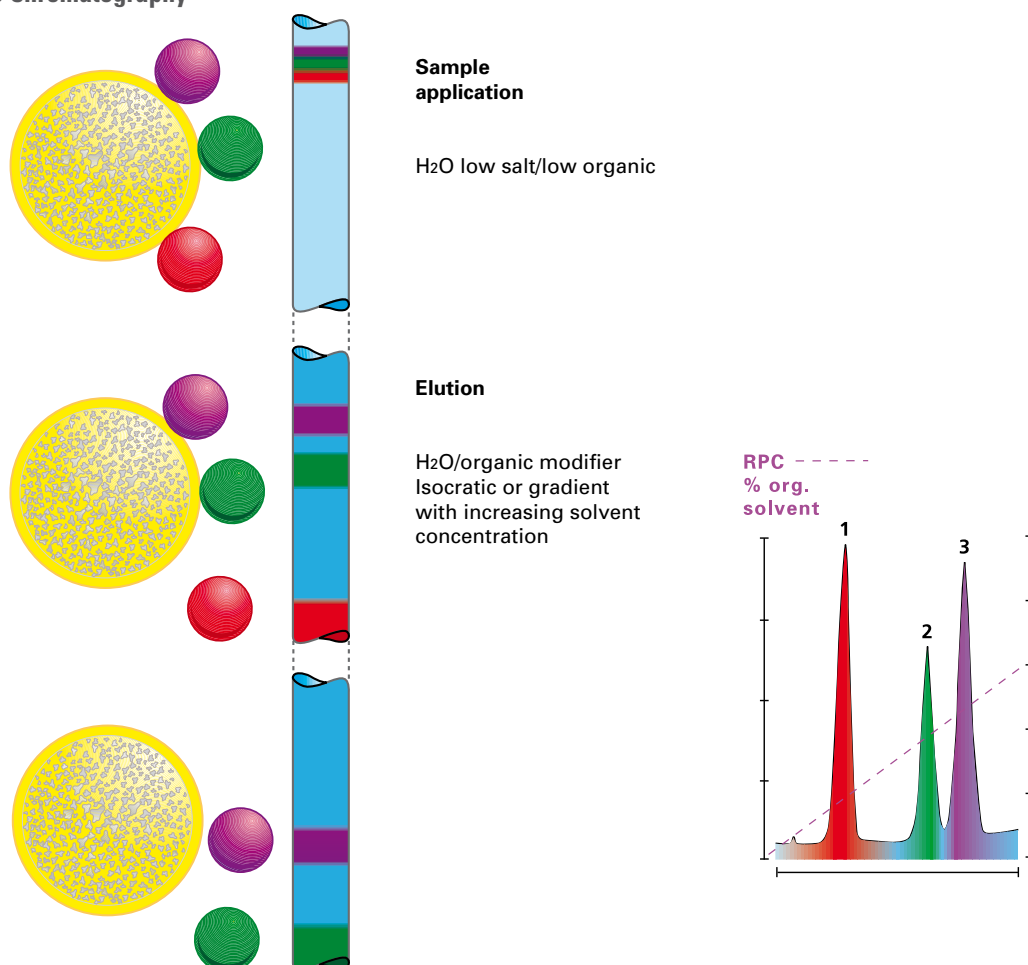 Chromatography
Sample
application
H2O low salt/low organic
Elution
H2O/organic modifier
Isocratic or gradient
with increasing solvent
concentration
RPC
% org.
solvent
1
2
3